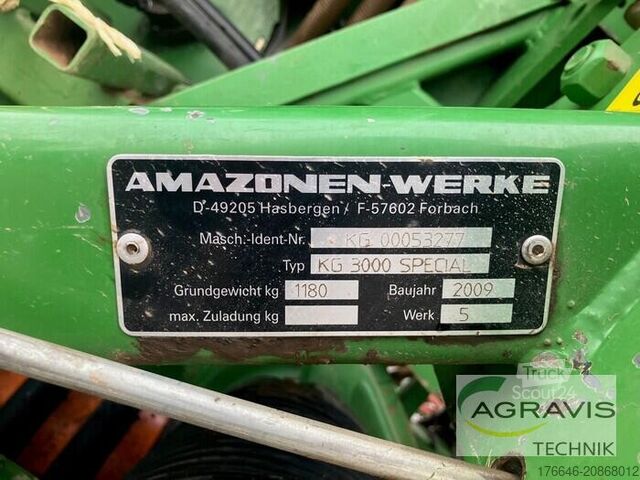 AMAZONEN-WERKE
D-49205 Hasbergen / F-57602 Forbach
Masch.-Ident-Nr. KG 00053277
Typ KG 3000 SPECIAL
Grundgewicht kg 1180 Baujahr 2009
max. Zuladung kg Werk 5
Truck
Scout24
AGRAVIS
TECHNIK
176646-20868012